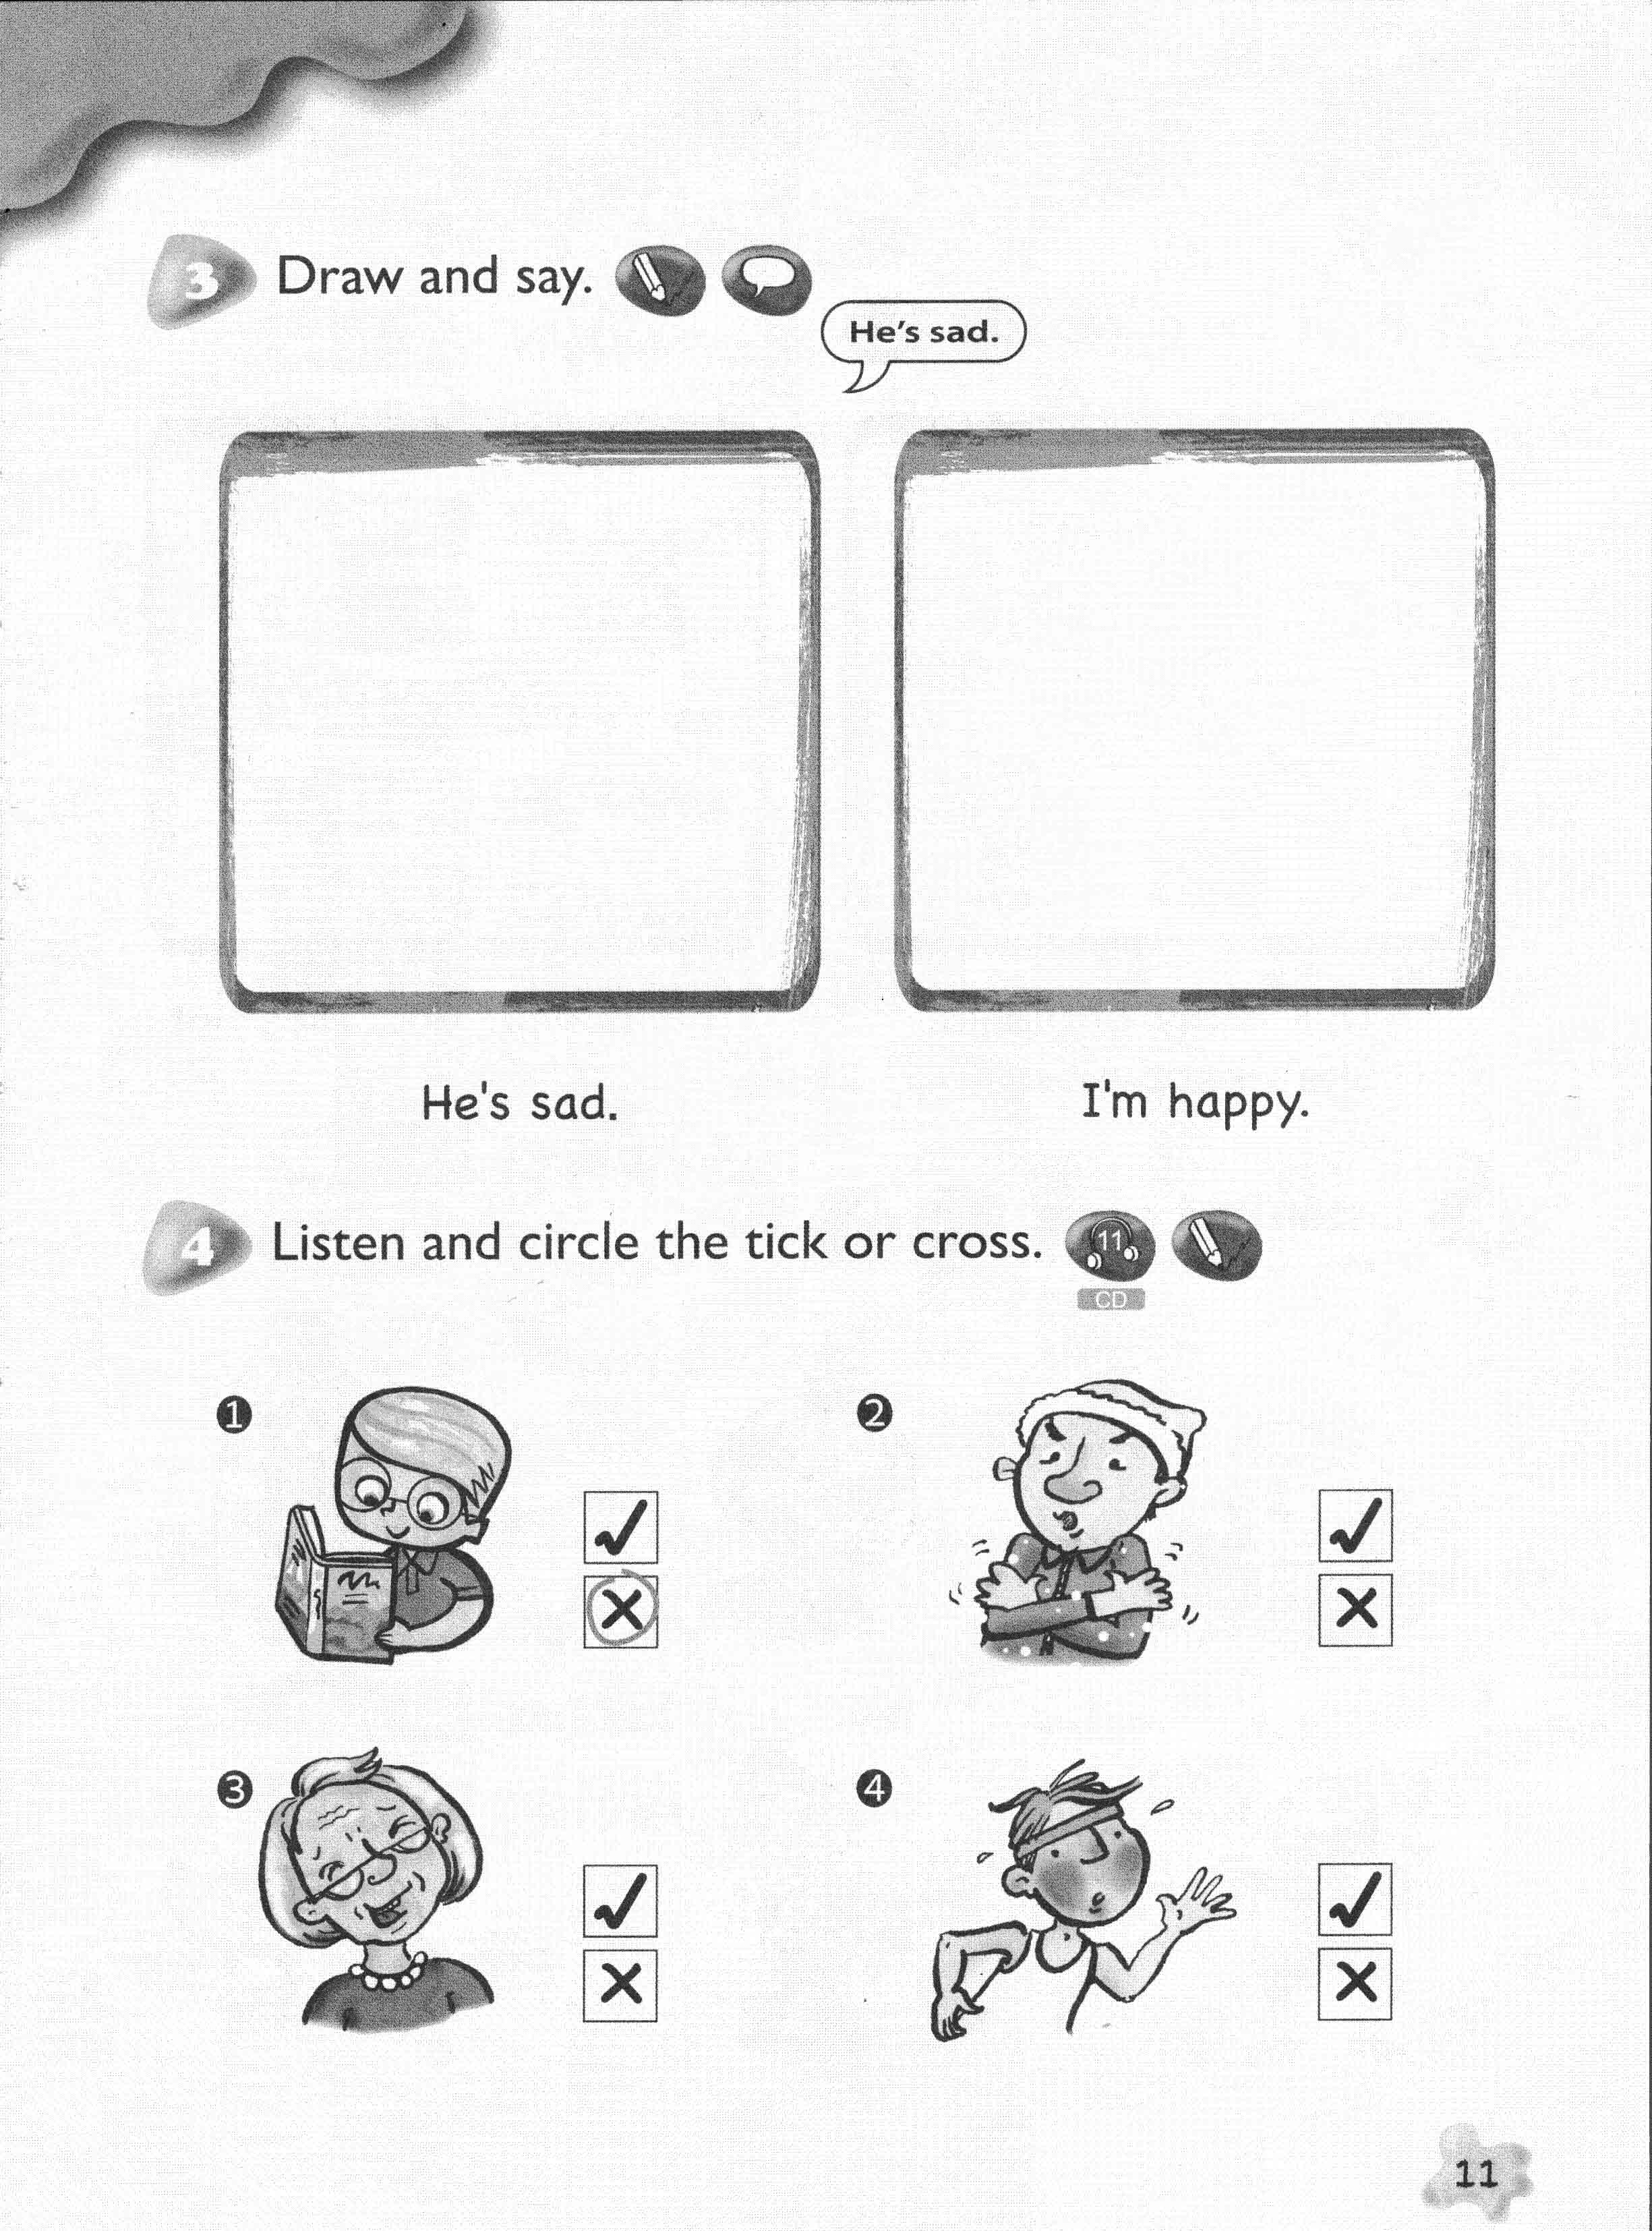 3 Draw and say.
He's sad.
He's sad.
I'm happy.
4 Listen and circle the tick or cross. 11
CD
1
2
3
4
11